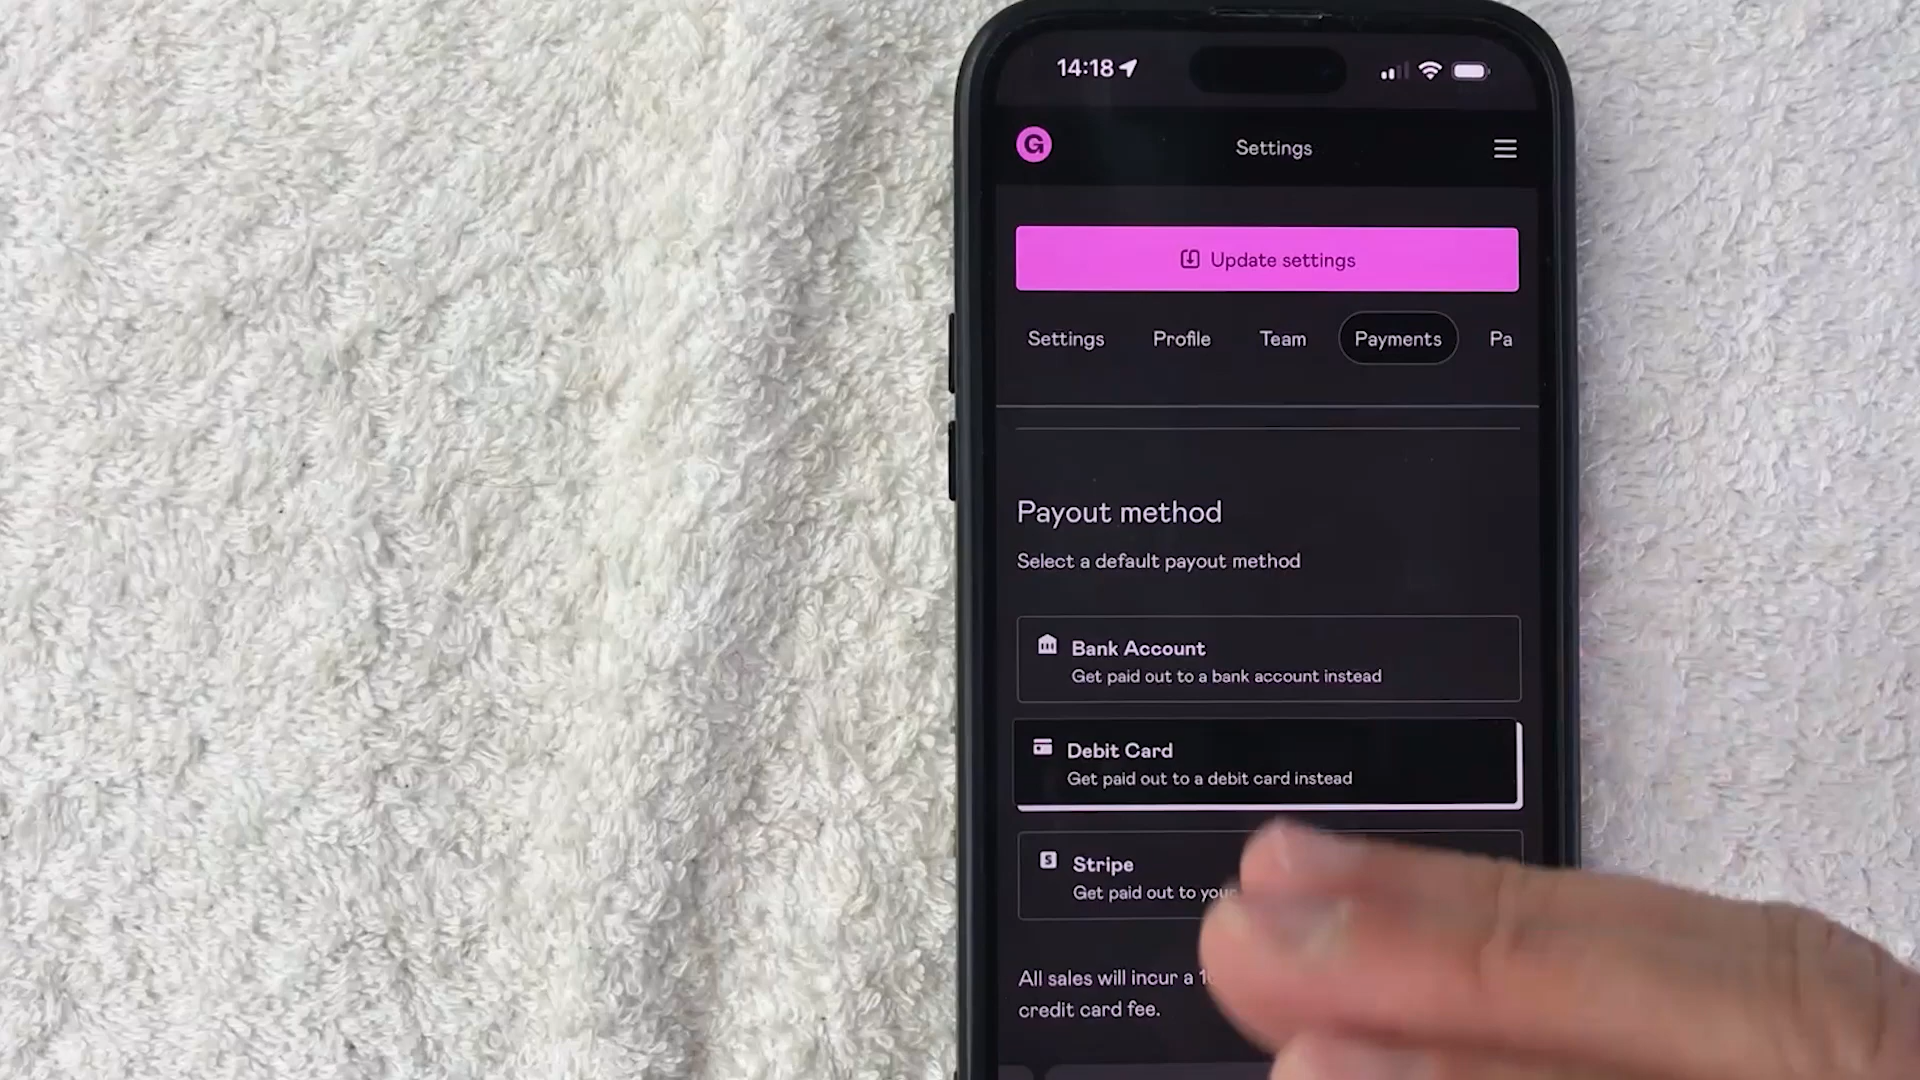 14:18
G
Settings
Update settings
Settings Profile Team Payments Pa
Payout method
Select a default payout method
Bank Account
Get paid out to a bank account instead
Debit Card
Get paid out to a debit card instead
S
Stripe
Get paid out to your
All sales will incur a
credit card fee.